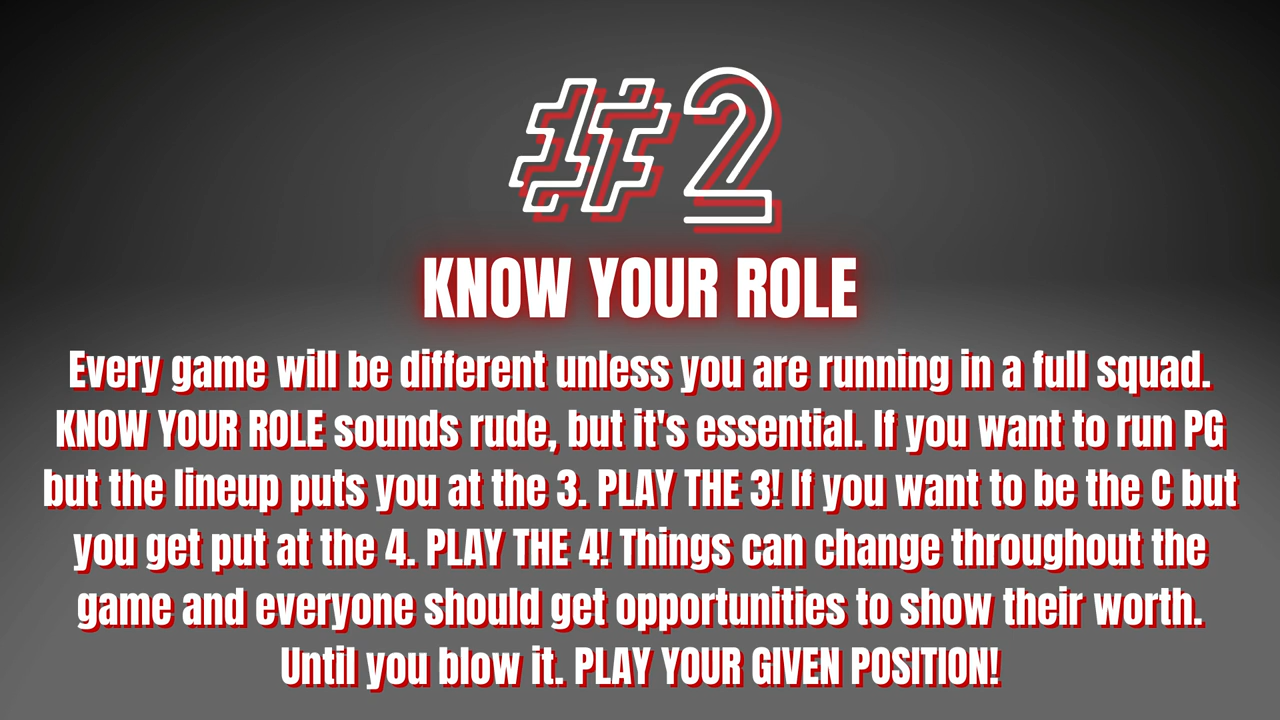 #2
KNOW YOUR ROLE
Every game will be different unless you are running in a full squad.
KNOW YOUR ROLE sounds rude, but it's essential. If you want to run PG
but the lineup puts you at the 3. PLAY THE 3! If you want to be the C but
you get put at the 4. PLAY THE 4! Things can change throughout the
game and everyone should get opportunities to show their worth.
Until you blow it. PLAY YOUR GIVEN POSITION!